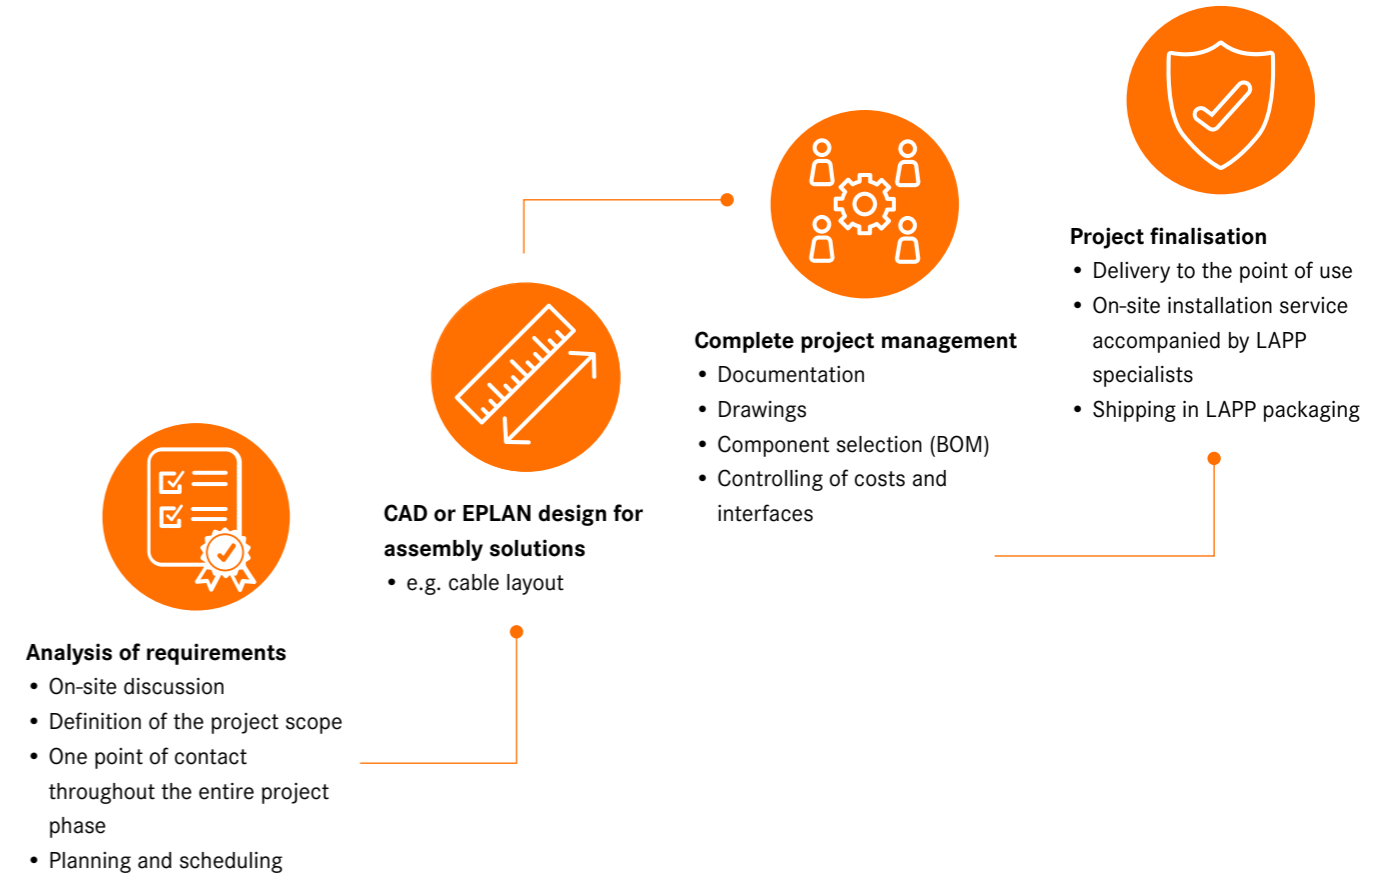 Analysis of requirements
• On-site discussion
• Definition of the project scope
• One point of contact
throughout the entire project
phase
• Planning and scheduling
CAD or EPLAN design for
assembly solutions
• e.g. cable layout
Complete project management
• Documentation
• Drawings
• Component selection (BOM)
• Controlling of costs and
interfaces
Project finalisation
• Delivery to the point of use
• On-site installation service
accompanied by LAPP
specialists
• Shipping in LAPP packaging